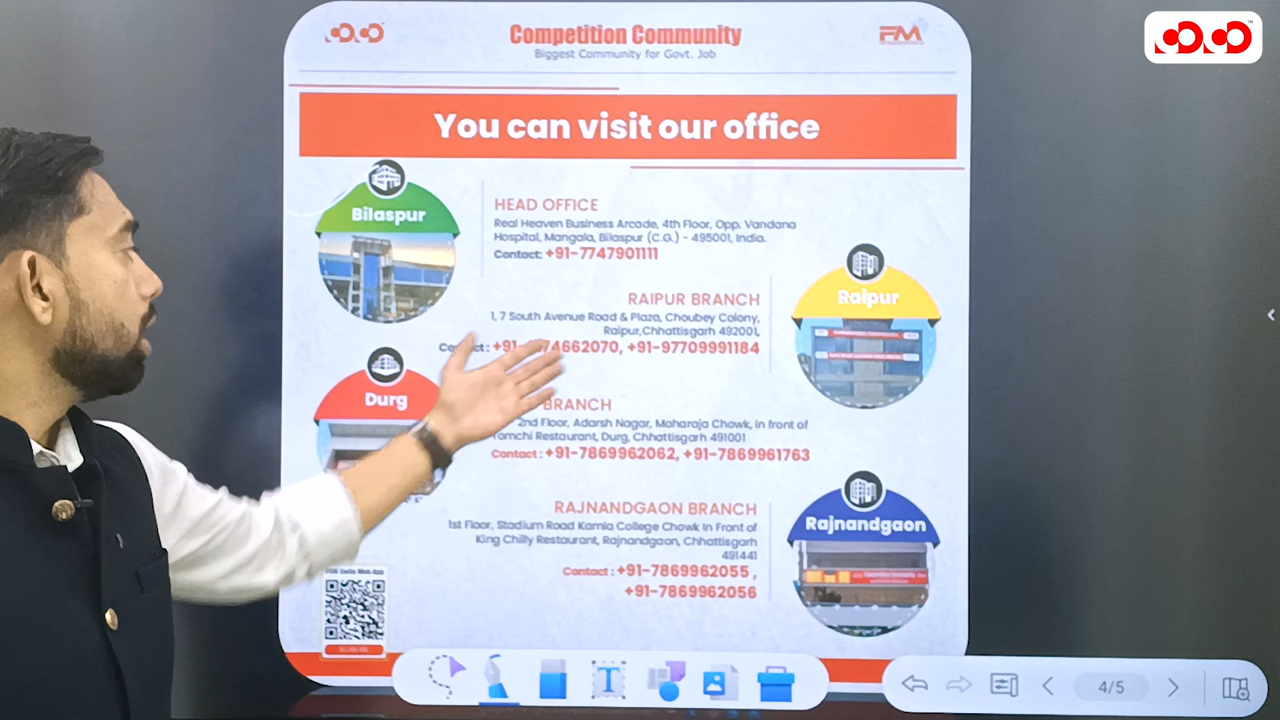 Competition Community
Biggest Community for Govt. Job
FM
You can visit our office
Bilaspur
HEAD OFFICE
Real Heaven Business Arcade, 4th Floor, Opp. Vandana
Hospital, Mangala, Bilaspur (C.G.) - 495001, India.
Contact: +91-7747901111
Raipur
RAIPUR BRANCH
1, 7 South Avenue Road & Plaza, Choubey Colony,
Raipur,Chhattisgarh 492001,
74662070, +91-97709991184
Durg
BRANCH
2nd Floor, Adarsh Nagar, Maharaja Chowk, in front of
Restaurant, Durg, Chhattisgarh 491001
Contact : +91-7869962062, +91-7869961763
Rajnandgaon
RAJNANDGAON BRANCH
1st Floor, Stadium Road Kamla College Chowk In Front of
King Chilly Restaurant, Rajnandgaon, Chhattisgarh
491441
Contact : +91-7869962055 ,
+91-7869962056
T
4/5